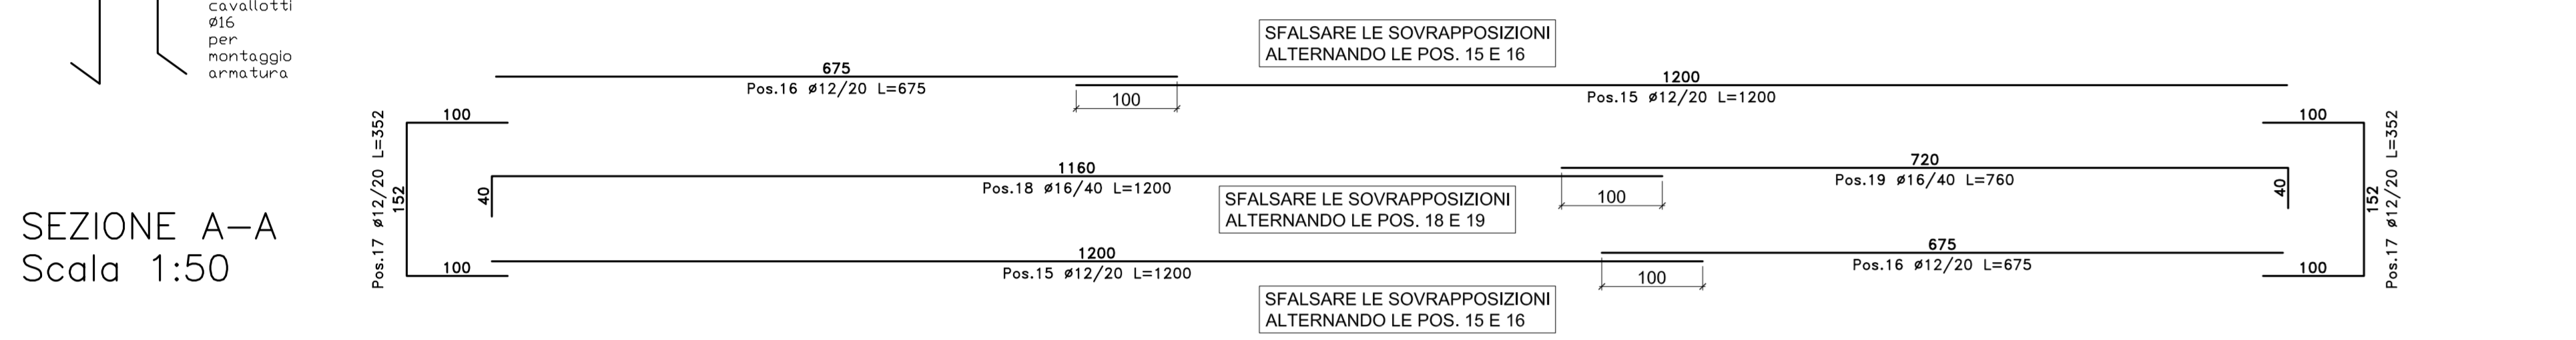 cavallotti
ø16
per
montaggio
armatura
SEZIONE A–A
Scala 1:50
SFALSARE LE SOVRAPPOSIZIONI
ALTERNANDO LE POS. 15 E 16
675
Pos.16 ø12/20 L=675
100
1200
Pos.15 ø12/20 L=1200
100
Pos.17 ø12/20 L=352
152
100
40
1160
Pos.18 ø16/40 L=1200
SFALSARE LE SOVRAPPOSIZIONI
ALTERNANDO LE POS. 18 E 19
100
720
Pos.19 ø16/40 L=760
40
100
152
Pos.17 ø12/20 L=352
100
1200
Pos.15 ø12/20 L=1200
100
675
Pos.16 ø12/20 L=675
SFALSARE LE SOVRAPPOSIZIONI
ALTERNANDO LE POS. 15 E 16